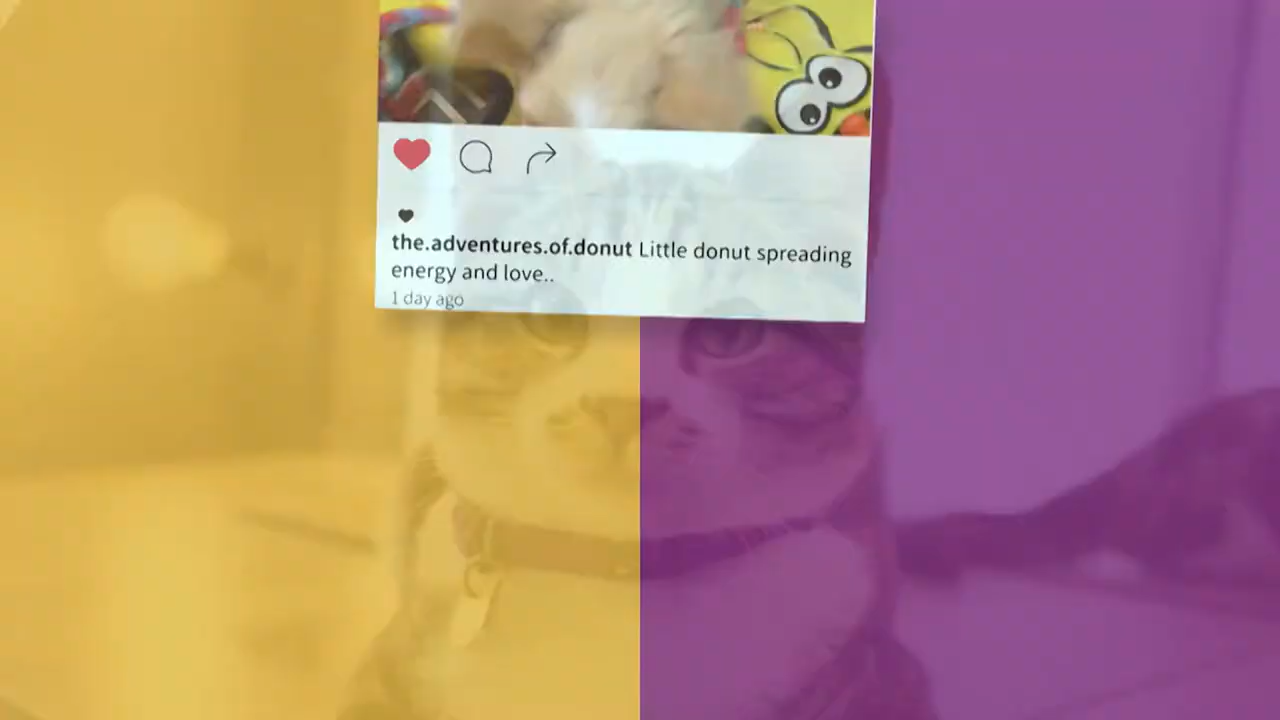 the.adventures.of.donut Little donut spreading
energy and love..
1 day ago